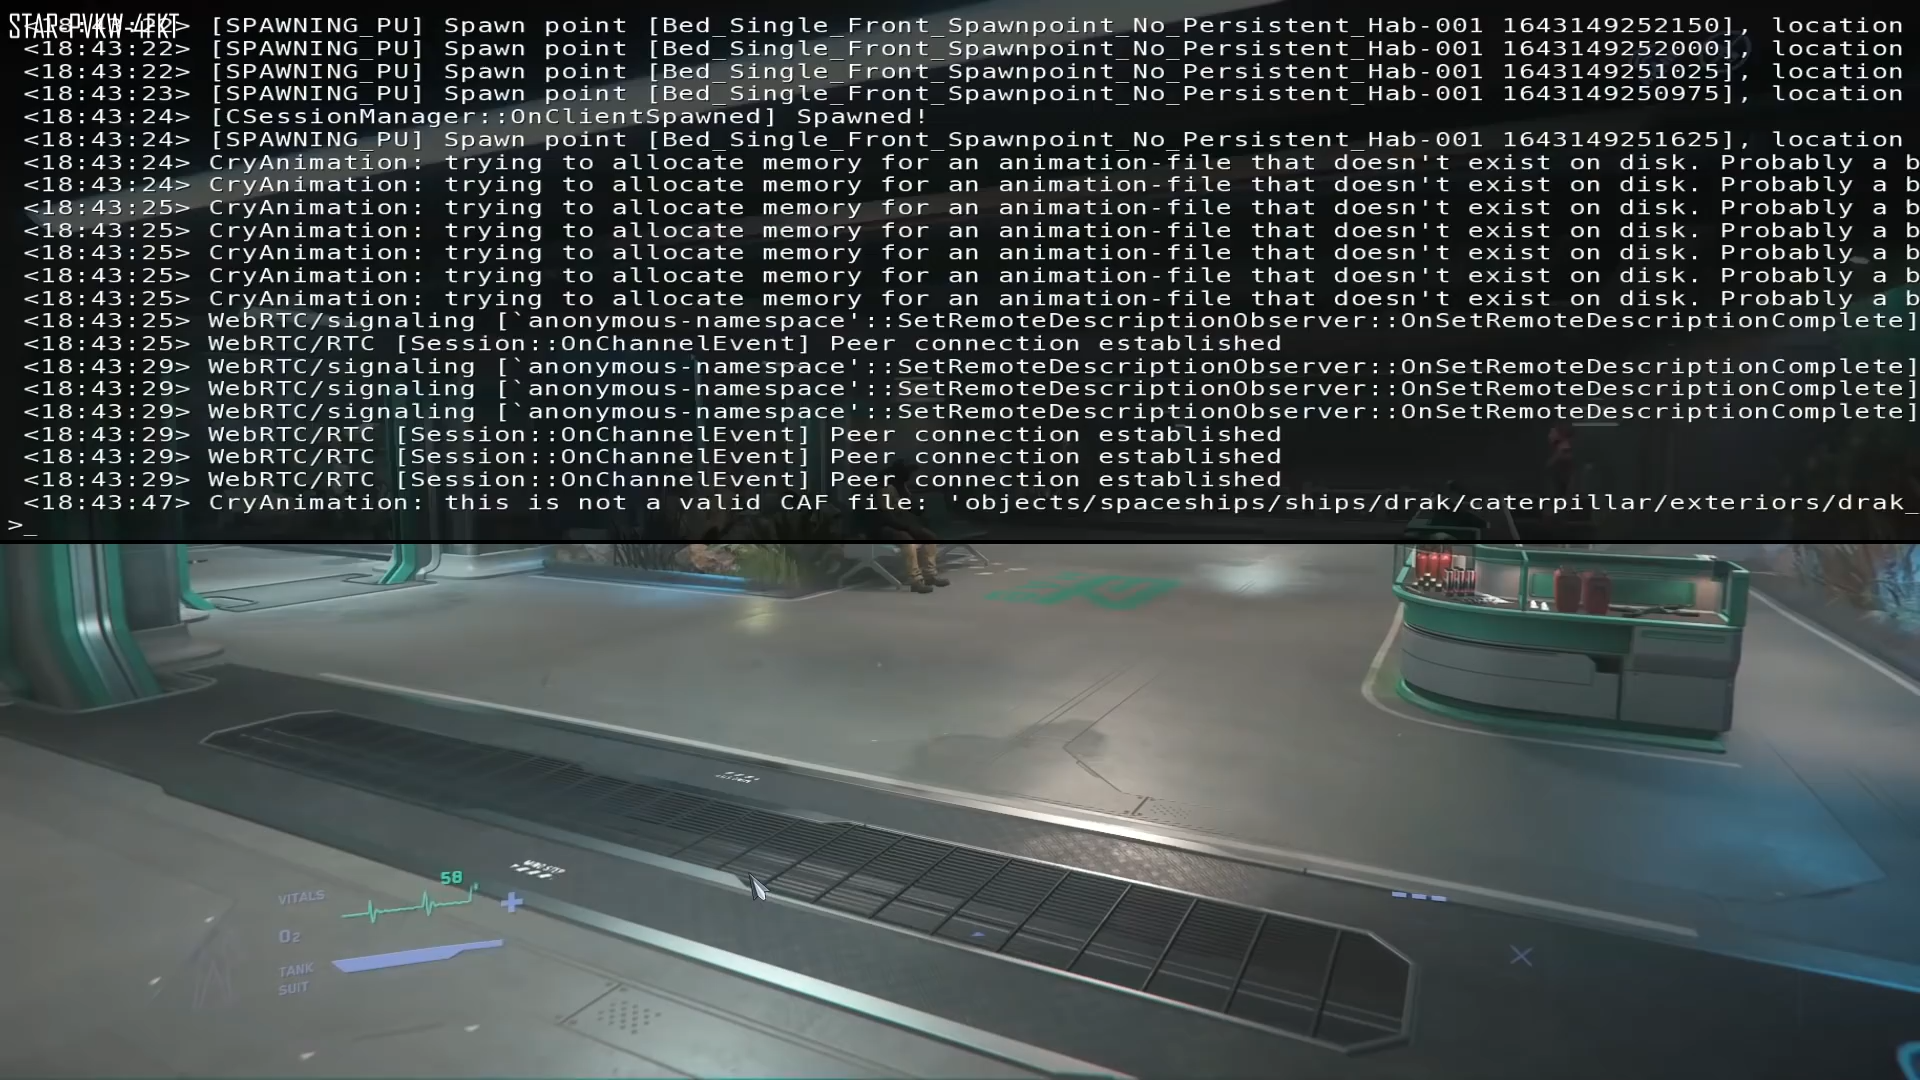 STAR-PVKW-4FKT
[SPAWNING_PU] Spawn point [Bed_Single_Front_Spawnpoint_No_Persistent_Hab-001 1643149252150], location
<18:43:22> [SPAWNING_PU] Spawn point [Bed_Single_Front_Spawnpoint_No_Persistent_Hab-001 1643149252000], location
<18:43:22> [SPAWNING_PU] Spawn point [Bed_Single_Front_Spawnpoint_No_Persistent_Hab-001 1643149251025], location
<18:43:23> [SPAWNING_PU] Spawn point [Bed_Single_Front_Spawnpoint_No_Persistent_Hab-001 1643149250975], location
<18:43:24> [CSessionManager::OnClientSpawned] Spawned!
<18:43:24> [SPAWNING_PU] Spawn point [Bed_Single_Front_Spawnpoint_No_Persistent_Hab-001 1643149251625], location
<18:43:24> CryAnimation: trying to allocate memory for an animation-file that doesn't exist on disk. Probably a b
<18:43:24> CryAnimation: trying to allocate memory for an animation-file that doesn't exist on disk. Probably a b
<18:43:25> CryAnimation: trying to allocate memory for an animation-file that doesn't exist on disk. Probably a b
<18:43:25> CryAnimation: trying to allocate memory for an animation-file that doesn't exist on disk. Probably a b
<18:43:25> CryAnimation: trying to allocate memory for an animation-file that doesn't exist on disk. Probably a b
<18:43:25> CryAnimation: trying to allocate memory for an animation-file that doesn't exist on disk. Probably a b
<18:43:25> CryAnimation: trying to allocate memory for an animation-file that doesn't exist on disk. Probably a b
<18:43:25> WebRTC/signaling [`anonymous-namespace'::SetRemoteDescriptionObserver::OnSetRemoteDescriptionComplete]
<18:43:25> WebRTC/RTC [Session::OnChannelEvent] Peer connection established
<18:43:29> WebRTC/signaling [`anonymous-namespace'::SetRemoteDescriptionObserver::OnSetRemoteDescriptionComplete]
<18:43:29> WebRTC/signaling [`anonymous-namespace'::SetRemoteDescriptionObserver::OnSetRemoteDescriptionComplete]
<18:43:29> WebRTC/signaling [`anonymous-namespace'::SetRemoteDescriptionObserver::OnSetRemoteDescriptionComplete]
<18:43:29> WebRTC/RTC [Session::OnChannelEvent] Peer connection established
<18:43:29> WebRTC/RTC [Session::OnChannelEvent] Peer connection established
<18:43:29> WebRTC/RTC [Session::OnChannelEvent] Peer connection established
<18:43:47> CryAnimation: this is not a valid CAF file: 'objects/spaceships/ships/drak/caterpillar/exteriors/drak_
>_
MIND STEP
58
VITALS
O2
TANK
SUIT